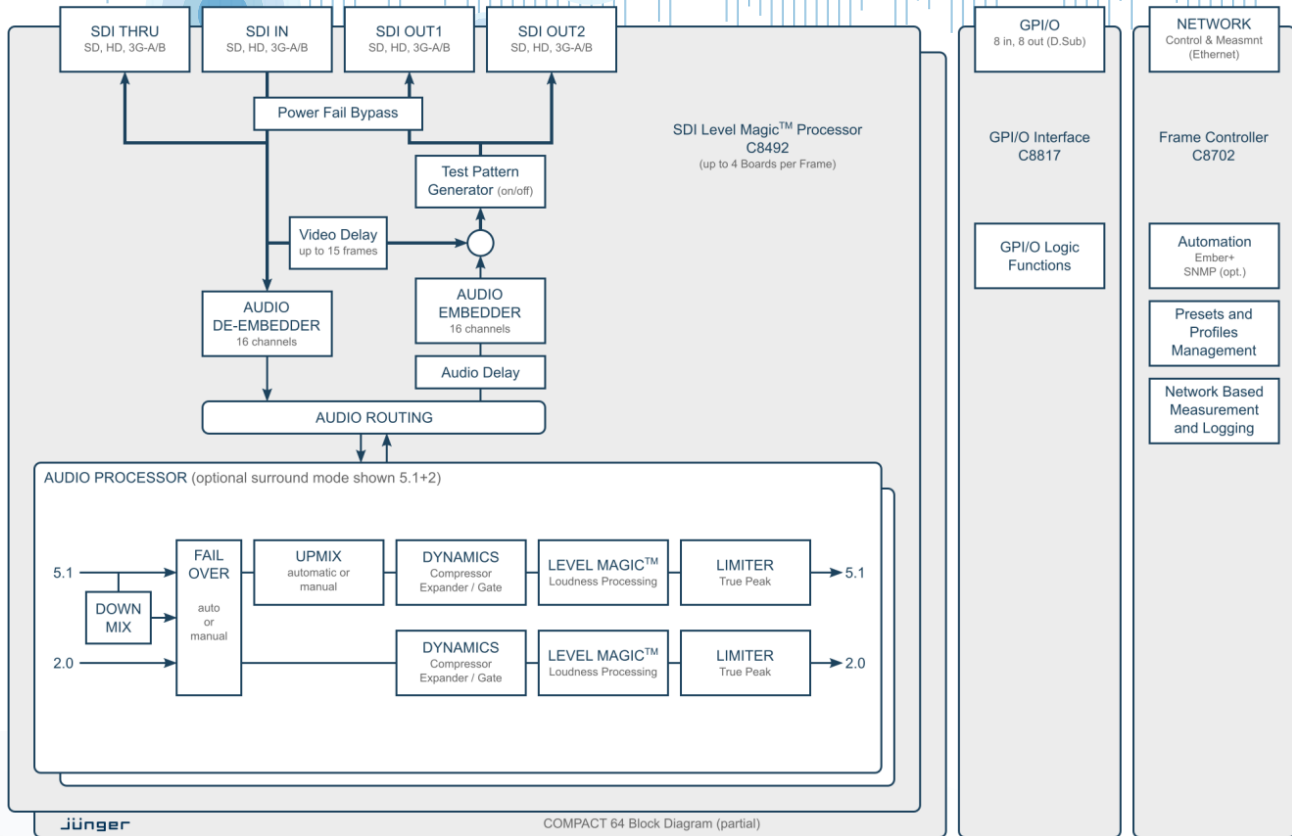 SDI THRU
SD, HD, 3G-A/B
SDI IN
SD, HD, 3G-A/B
SDI OUT1
SD, HD, 3G-A/B
SDI OUT2
SD, HD, 3G-A/B
GPI/O
8 in, 8 out (D.Sub)
NETWORK
Control & Measmnt
(Ethernet)
Power Fail Bypass
SDI Level Magic™ Processor
C8492
(up to 4 Boards per Frame)
GPI/O Interface
C8817
Frame Controller
C8702
Test Pattern
Generator (on/off)
Video Delay
up to 15 frames
GPI/O Logic
Functions
Automation
Ember+
SNMP (opt.)
AUDIO
DE-EMBEDDER
16 channels
AUDIO
EMBEDDER
16 channels
Presets and
Profiles
Management
Audio Delay
Network Based
Measurement
and Logging
AUDIO ROUTING
AUDIO PROCESSOR (optional surround mode shown 5.1+2)
5.1
DOWN
MIX
2.0
FAIL
OVER
auto
or
manual
UPMIX
automatic or
manual
DYNAMICS
Compressor
Expander / Gate
LEVEL MAGIC™
Loudness Processing
LIMITER
True Peak
5.1
DYNAMICS
Compressor
Expander / Gate
LEVEL MAGIC™
Loudness Processing
LIMITER
True Peak
2.0
jünger
COMPACT 64 Block Diagram (partial)